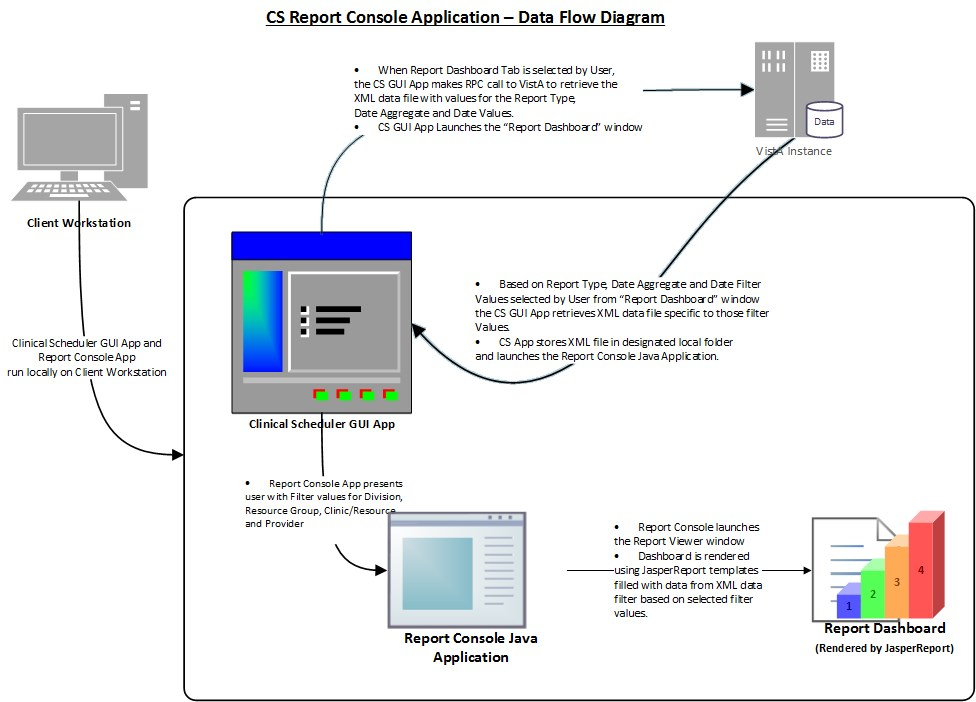 CS Report Console Application – Data Flow Diagram
• When Report Dashboard Tab is selected by User,
the CS GUI App makes RPC call to VistA to retrieve the
XML data file with values for the Report Type,
Date Aggregate and Date Values.
• CS GUI App Launches the “Report Dashboard” window
Data
VistA Instance
Client Workstation
• Based on Report Type, Date Aggregate and Date Filter
Values selected by User from “Report Dashboard” window
the CS GUI App retrieves XML data file specific to those filter
Values.
• CS App stores XML file in designated local folder
and launches the Report Console Java Application.
Clinical Scheduler GUI App and
Report Console App
run locally on Client Workstation
Clinical Scheduler GUI App
• Report Console App presents
user with Filter values for Division,
Resource Group, Clinic/Resource
and Provider
• Report Console launches
the Report Viewer window
• Dashboard is rendered
using JasperReport templates
filled with data from XML data
filter based on selected filter
values.
1
2
3
4
Report Console Java
Application
Report Dashboard
(Rendered by JasperReport)